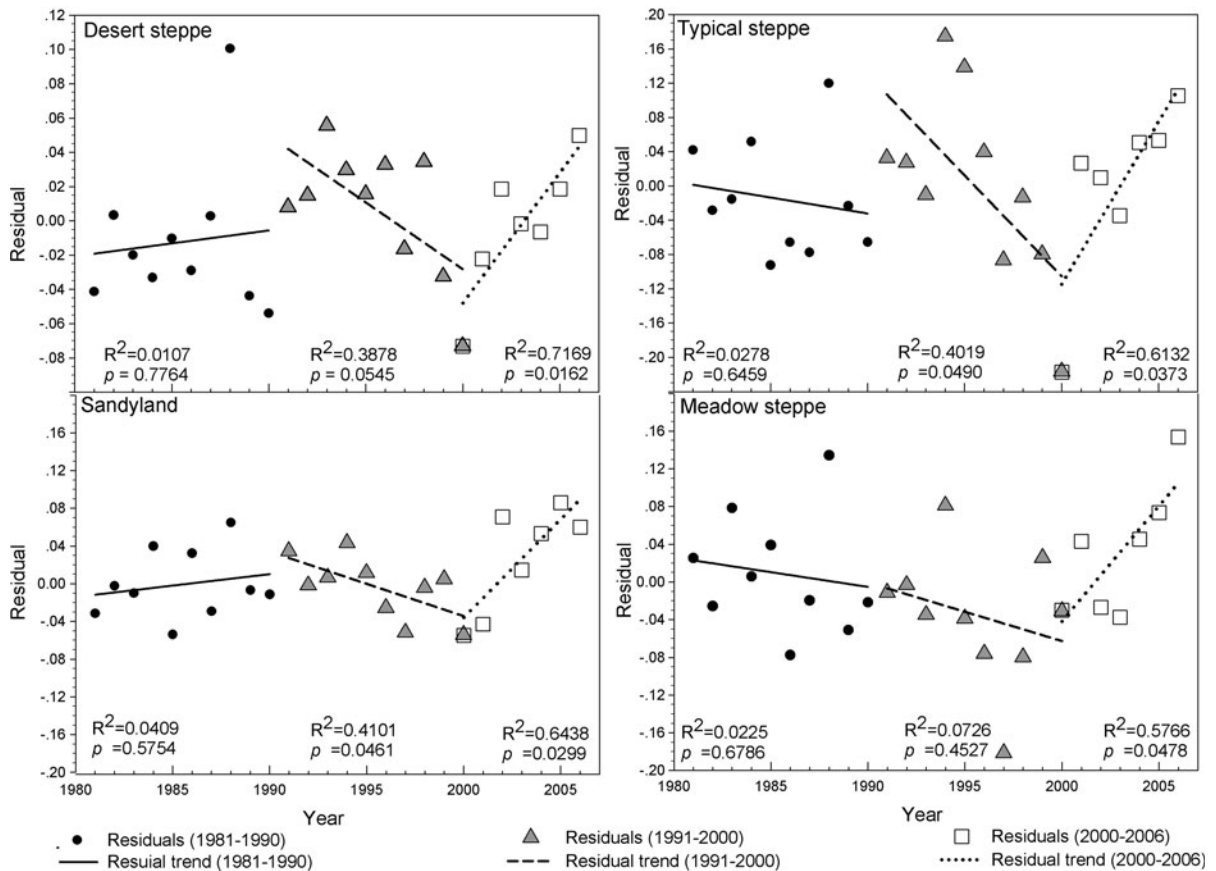 Desert steppe
Residual
.12
.10
.08
.06
.04
.02
0.00
-.02
-.04
-.06
-.08
R²=0.0107
p = 0.7764
R²=0.3878
p = 0.0545
R²=0.7169
p =0.0162
Typical steppe
Residual
.20
.16
.12
.08
.04
0.00
-.04
-.08
-.12
-.16
-.20
R²=0.0278
p =0.6459
R²=0.4019
p =0.0490
R²=0.6132
p =0.0373
Sandyland
Residual
.16
.12
.08
.04
0.00
-.04
-.08
-.12
-.16
-.20
R²=0.0409
p =0.5754
R²=0.4101
p =0.0461
R²=0.6438
p =0.0299
1980 1985 1990 1995 2000 2005
Year
Meadow steppe
Residual
.16
.12
.08
.04
0.00
-.04
-.08
-.12
-.16
-.20
R²=0.0225
p =0.6786
R²=0.0726
p =0.4527
R²=0.5766
p =0.0478
1980 1985 1990 1995 2000 2005
Year
Residuals (1981-1990) Residuals (1991-2000) Residuals (2000-2006)
Resuial trend (1981-1990) Residual trend (1991-2000) Residual trend (2000-2006)